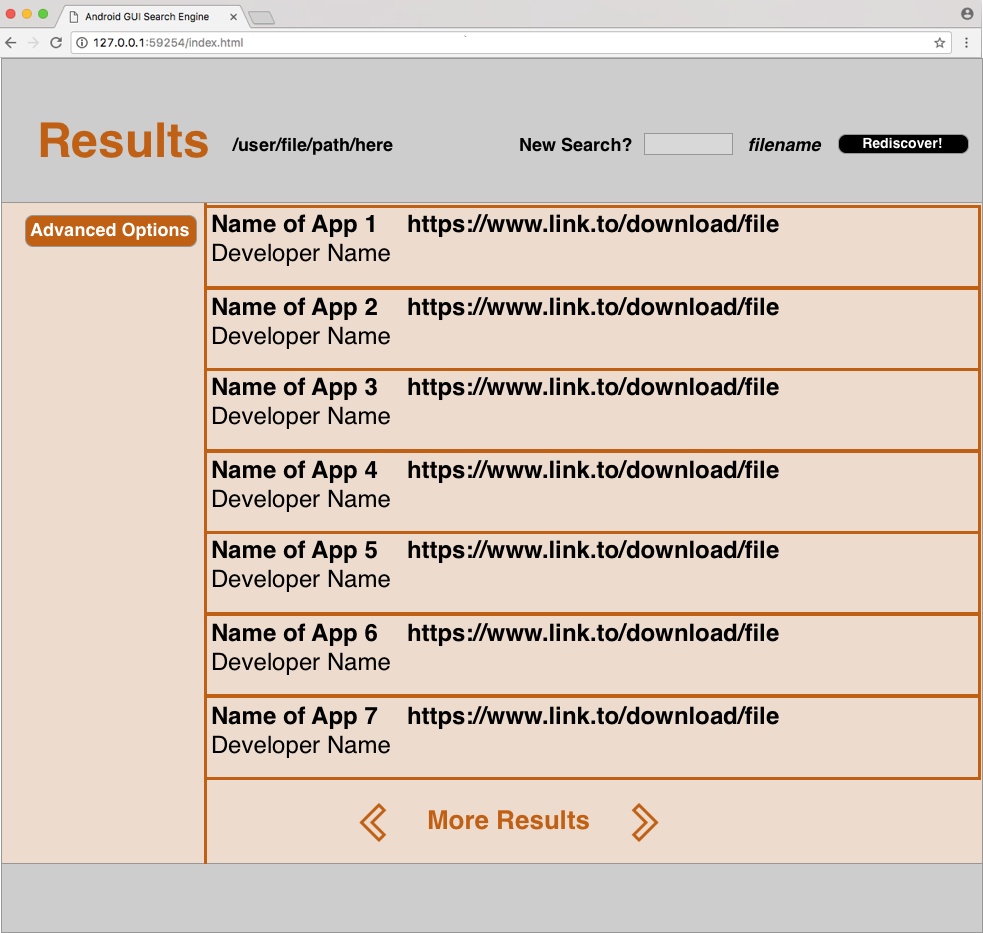 Android GUI Search Engine
127.0.0.1:59254/index.html
Results /user/file/path/here New Search? filename Rediscover!
Advanced Options
Name of App 1 https://www.link.to/download/file
Developer Name
Name of App 2 https://www.link.to/download/file
Developer Name
Name of App 3 https://www.link.to/download/file
Developer Name
Name of App 4 https://www.link.to/download/file
Developer Name
Name of App 5 https://www.link.to/download/file
Developer Name
Name of App 6 https://www.link.to/download/file
Developer Name
Name of App 7 https://www.link.to/download/file
Developer Name
More Results